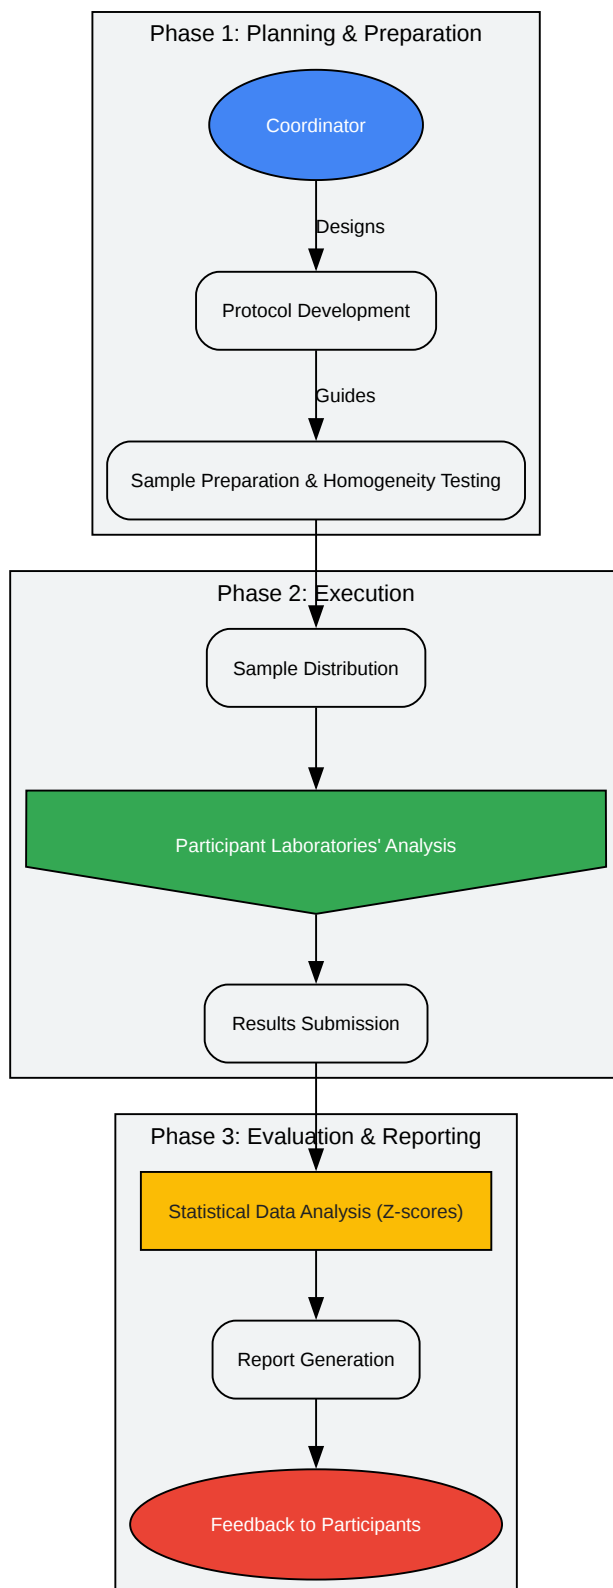 Phase 1: Planning & Preparation
Coordinator
Designs
Protocol Development
Guides
Sample Preparation & Homogeneity Testing
Phase 2: Execution
Sample Distribution
Participant Laboratories' Analysis
Results Submission
Phase 3: Evaluation & Reporting
Statistical Data Analysis (Z-scores)
Report Generation
Feedback to Participants